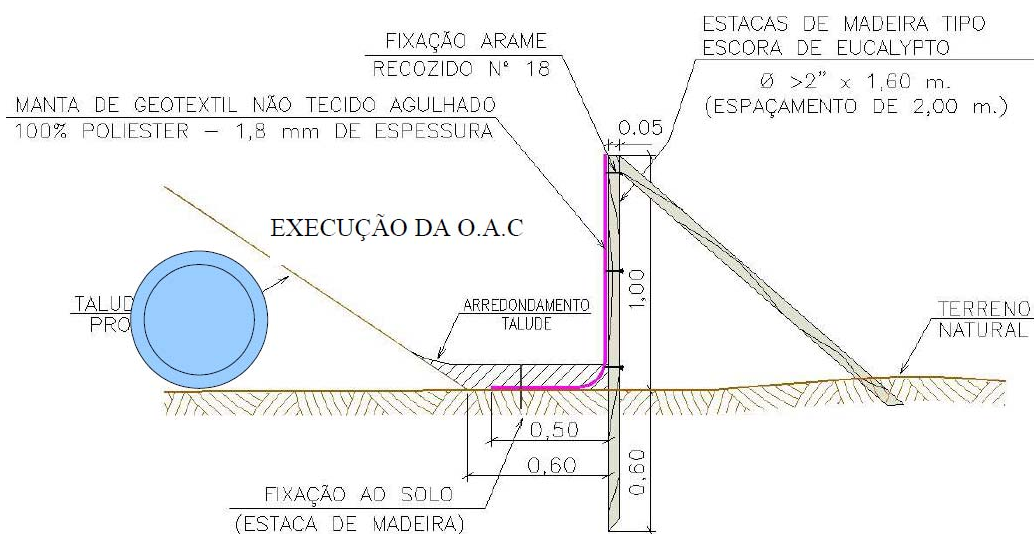 FIXAÇÃO ARAME
RECOZIDO Nº 18
ESTACAS DE MADEIRA TIPO
ESCORA DE EUCALYPTO
Ø >2" x 1,60 m.
(ESPAÇAMENTO DE 2,00 m.)
MANTA DE GEOTEXTIL NÃO TECIDO AGULHADO
100% POLIESTER – 1,8 mm DE ESPESSURA
0.05
EXECUÇÃO DA O.A.C
TALUD
PRO
ARREDONDAMENTO
TALUDE
1,00
TERRENO
NATURAL
0,50
0,60
0,60
FIXAÇÃO AO SOLO
(ESTACA DE MADEIRA)